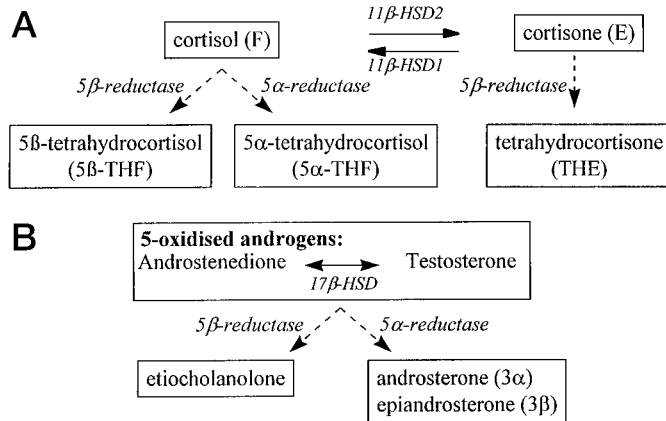 A
11β-HSD2
cortisol (F)
cortisone (E)
11β-HSD1
5β-reductase
5α-reductase
5β-reductase
5ß-tetrahydrocortisol
(5ß-THF)
5α-tetrahydrocortisol
(5α-THF)
tetrahydrocortisone
(THE)
B
5-oxidised androgens:
Androstenedione
Testosterone
17β-HSD
5β-reductase
5α-reductase
etiocholanolone
androsterone (3α)
epiandrosterone (3β)